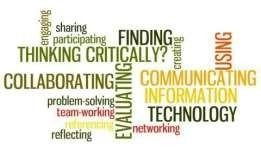 engaging
sharing
participating
FINDING
THINKING CRITICALLY?
creating
USING
COLLABORATING
EVALUATING
COMMUNICATING
problem-solving
INFORMATION
team-working
TECHNOLOGY
referencing
networking
reflecting